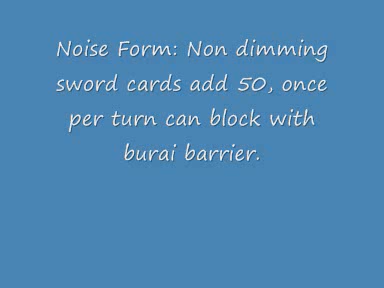 Noise Form: Non dimming
sword cards add 50, once
per turn can block with
burai barrier.